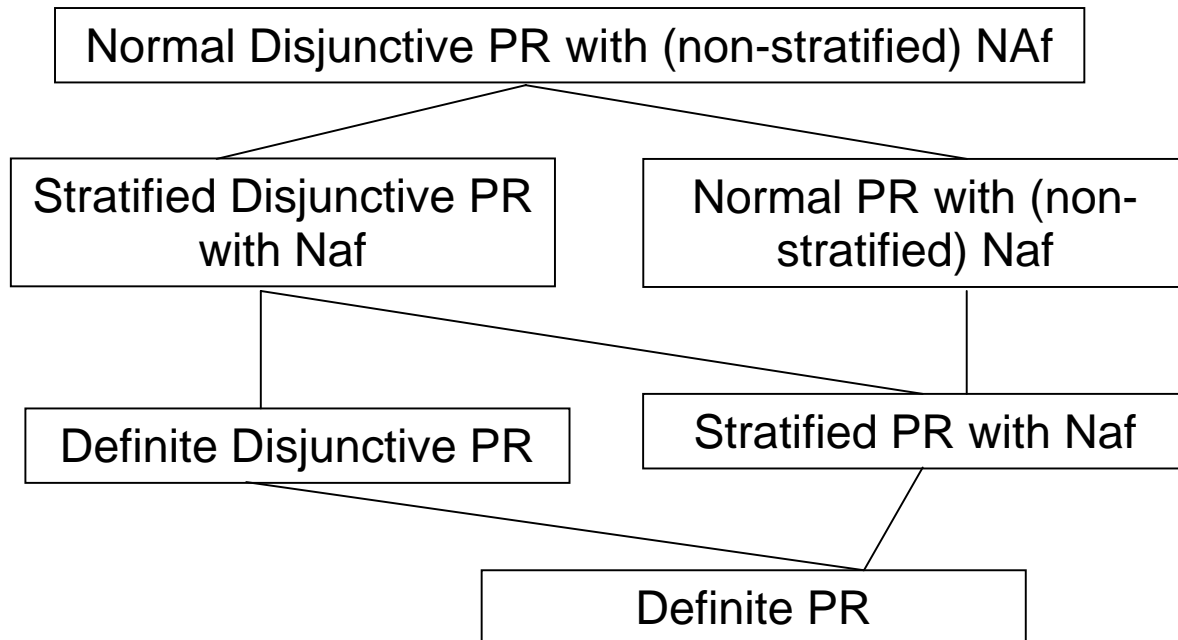 Normal Disjunctive PR with (non-stratified) NAf
Stratified Disjunctive PR
with Naf
Normal PR with (non-
stratified) Naf
Definite Disjunctive PR
Stratified PR with Naf
Definite PR